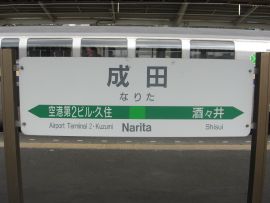 成田
なりた
空港第2ビル・久住
酒々井
Airport Terminal 2・Kuzumi
Narita
Shisui